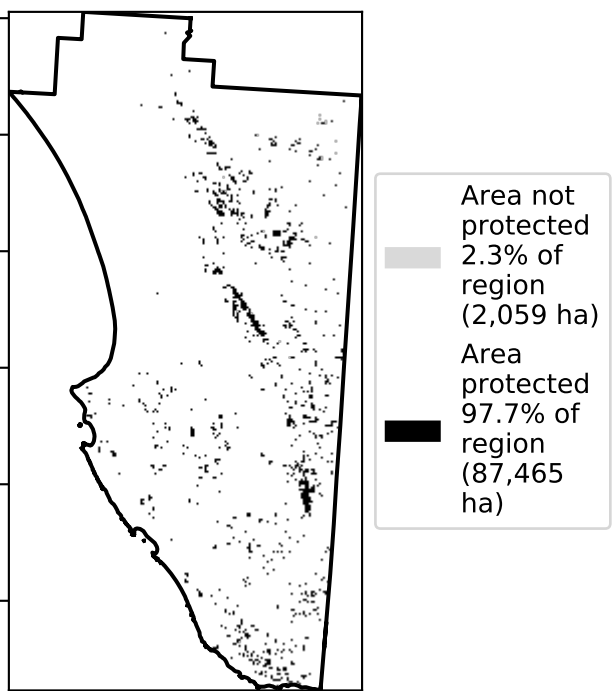 Area not
protected
2.3% of
region
(2,059 ha)
Area
protected
97.7% of
region
(87,465
ha)